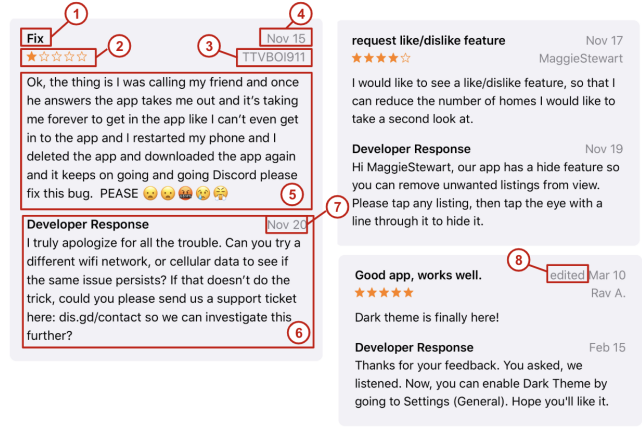 1
4
Fix
Nov 15
2
3
TTVBOI911
Ok, the thing is I was calling my friend and once
he answers the app takes me out and it's taking
me forever to get in the app like I can't even get
in to the app and I restarted my phone and I
deleted the app and downloaded the app again
and it keeps on going and going Discord please
fix this bug. PEASE 😦😦🤬😢😤
5
7
Developer Response
Nov 20
I truly apologize for all the trouble. Can you try a
different wifi network, or cellular data to see if
the same issue persists? If that doesn't do the
trick, could you please send us a support ticket
here: dis.gd/contact so we can investigate this
further?
6
request like/dislike feature
Nov 17
MaggieStewart
I would like to see a like/dislike feature, so that I
can reduce the number of homes I would like to
take a second look at.
Developer Response
Nov 19
Hi MaggieStewart, our app has a hide feature so
you can remove unwanted listings from view.
Please tap any listing, then tap the eye with a
line through it to hide it.
8
Good app, works well.
edited Mar 10
Rav A.
Dark theme is finally here!
Developer Response
Feb 15
Thanks for your feedback. You asked, we
listened. Now, you can enable Dark Theme by
going to Settings (General). Hope you'll like it.